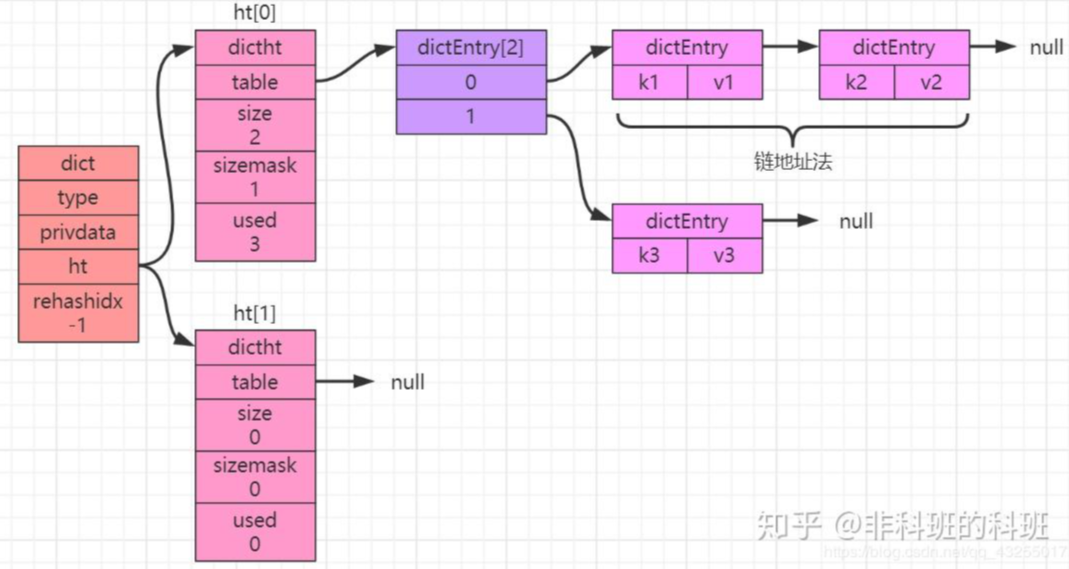 ht[0]
dictht
table
size
2
sizemask
1
used
3
dictEntry[2]
0
1
dictEntry
k1 v1
dictEntry
k2 v2
null
链地址法
dictEntry
k3 v3
null
dict
type
privdata
ht
rehashidx
-1
ht[1]
dictht
table
size
0
sizemask
0
used
0
null
知乎 @非科班的科班
https://blog.csdn.net/qq_43255017